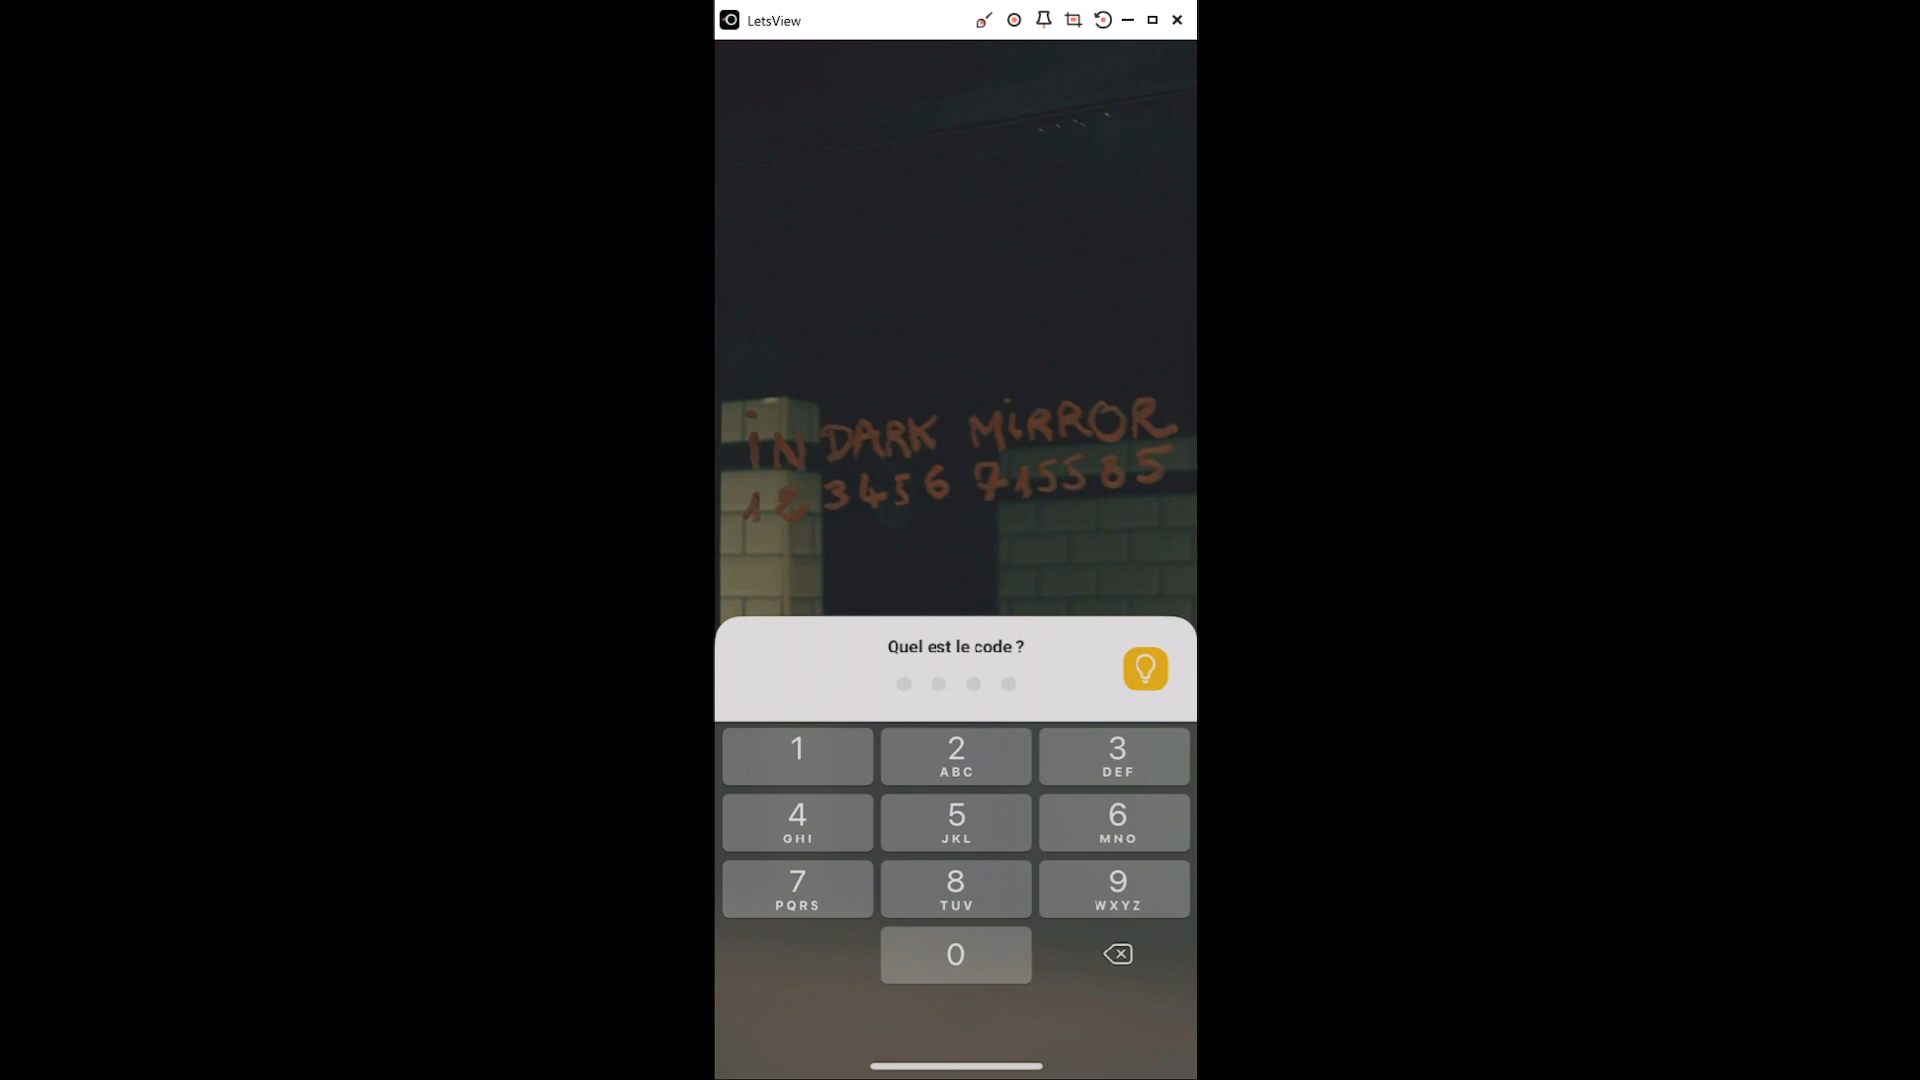 LetsView
iN DARK MiRROR
12 3456 715585
Quel est le code ?
1
2
ABC
3
DEF
4
GHI
5
JKL
6
MNO
7
PQRS
8
TUV
9
WXYZ
0